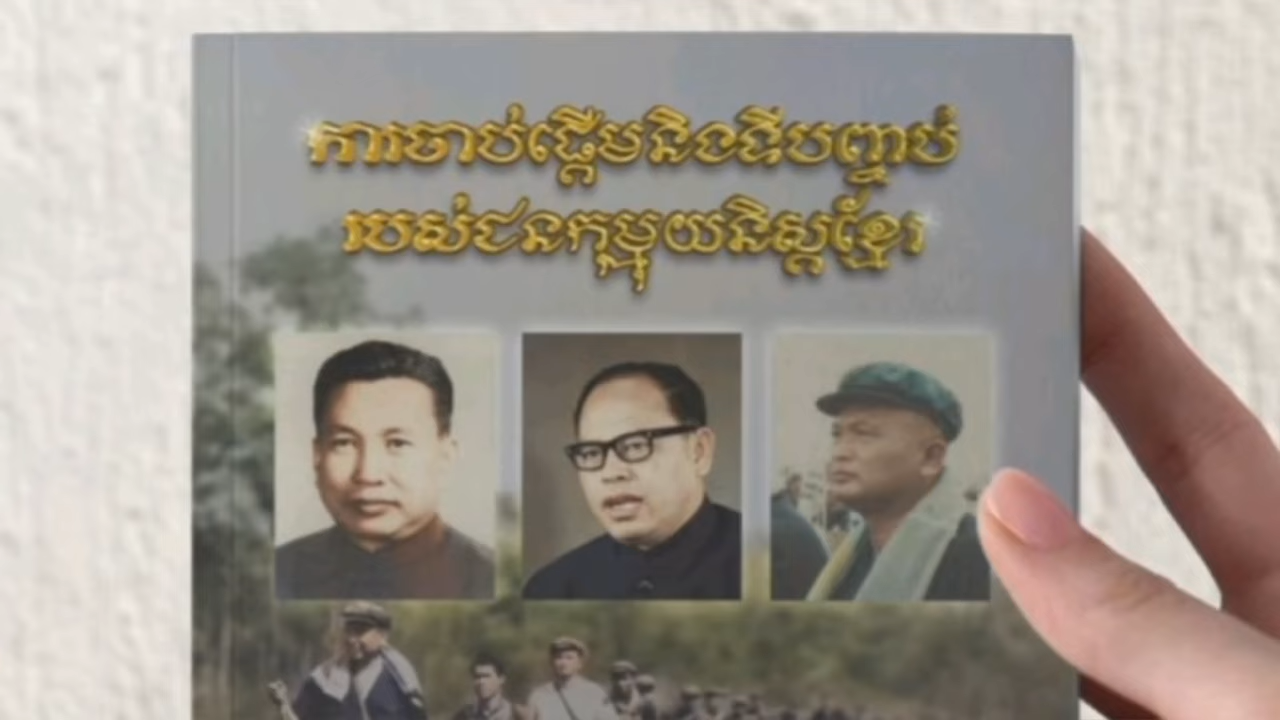 ការចាប់ផ្ដើមនិងទីបញ្ចប់
របស់ជនកុម្មុយនិស្តខ្មែរ